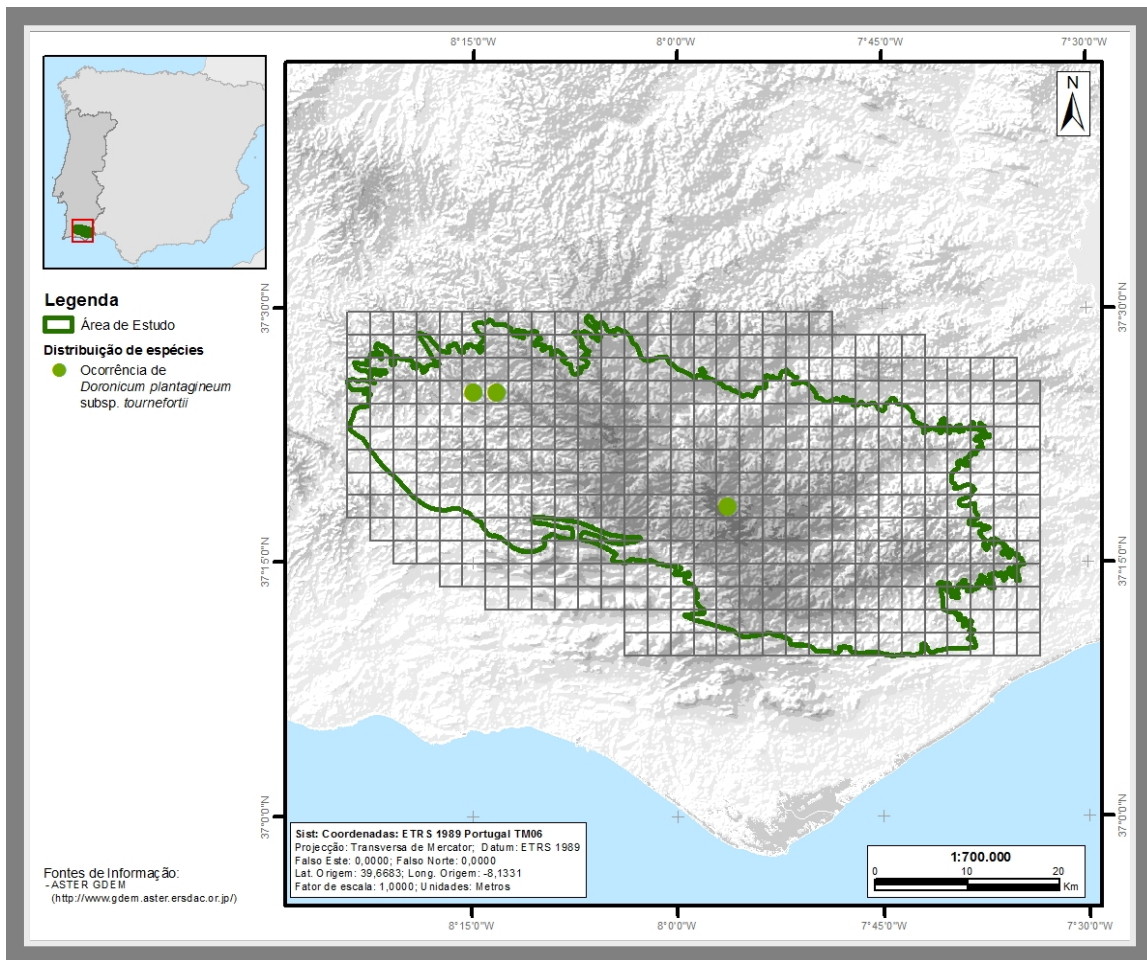 8°15'0"W 8°0'0"W 7°45'0"W 7°30'0"W
N
37°30'0"N 37°30'0"N
37°15'0"N 37°15'0"N
37°0'0"N 37°0'0"N
Legenda
Área de Estudo
Distribuição de espécies
Ocorrência de
Doronicum plantagineum
subsp. tournefortii
Sist: Coordenadas: ETRS 1989 Portugal TM06
Projecção: Transversa de Mercator; Datum: ETRS 1989
Falso Este: 0,0000; Falso Norte: 0,0000
Lat. Origem: 39,6683; Long. Origem: -8,1331
Fator de escala: 1,0000; Unidades: Metros
1:700.000
0 10 20
Km
Fontes de Informação:
- ASTER GDEM
(http://www.gdem.aster.ersdac.or.jp/)
8°15'0"W 8°0'0"W 7°45'0"W 7°30'0"W